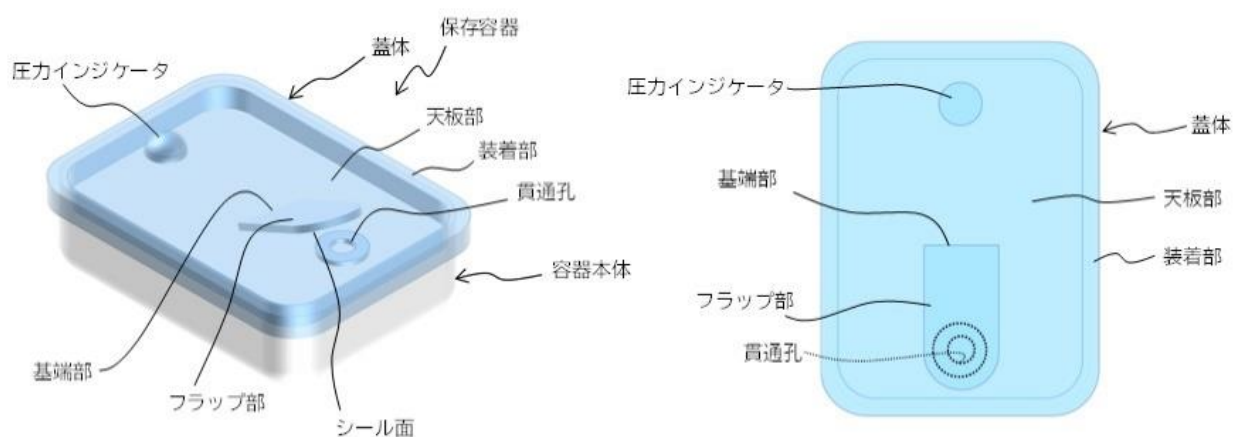 保存容器
蓋体
圧力インジケータ
天板部
装着部
貫通孔
容器本体
基端部
フラップ部
シール面
圧力インジケータ
蓋体
基端部
天板部
装着部
フラップ部
貫通孔